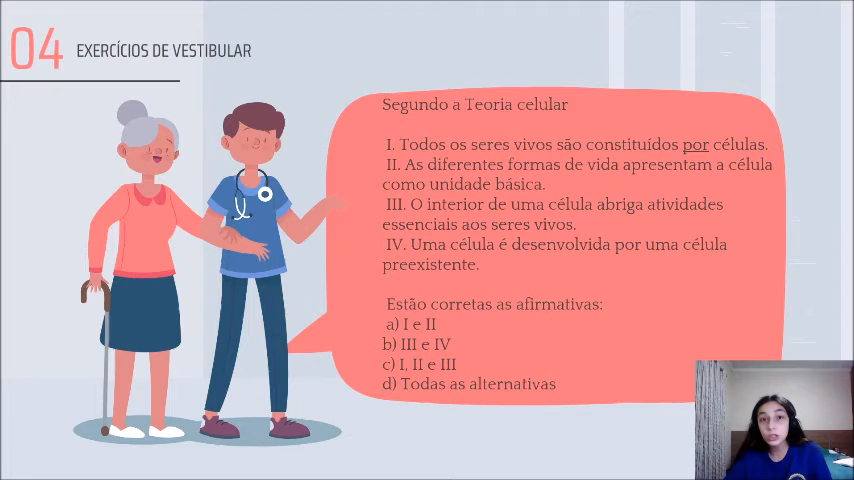 04 EXERCÍCIOS DE VESTIBULAR
Segundo a Teoria celular
I. Todos os seres vivos são constituídos por células.
II. As diferentes formas de vida apresentam a célula
como unidade básica.
III. O interior de uma célula abriga atividades
essenciais aos seres vivos.
IV. Uma célula é desenvolvida por uma célula
preexistente.
Estão corretas as afirmativas:
a) I e II
b) III e IV
c) I, II e III
d) Todas as alternativas